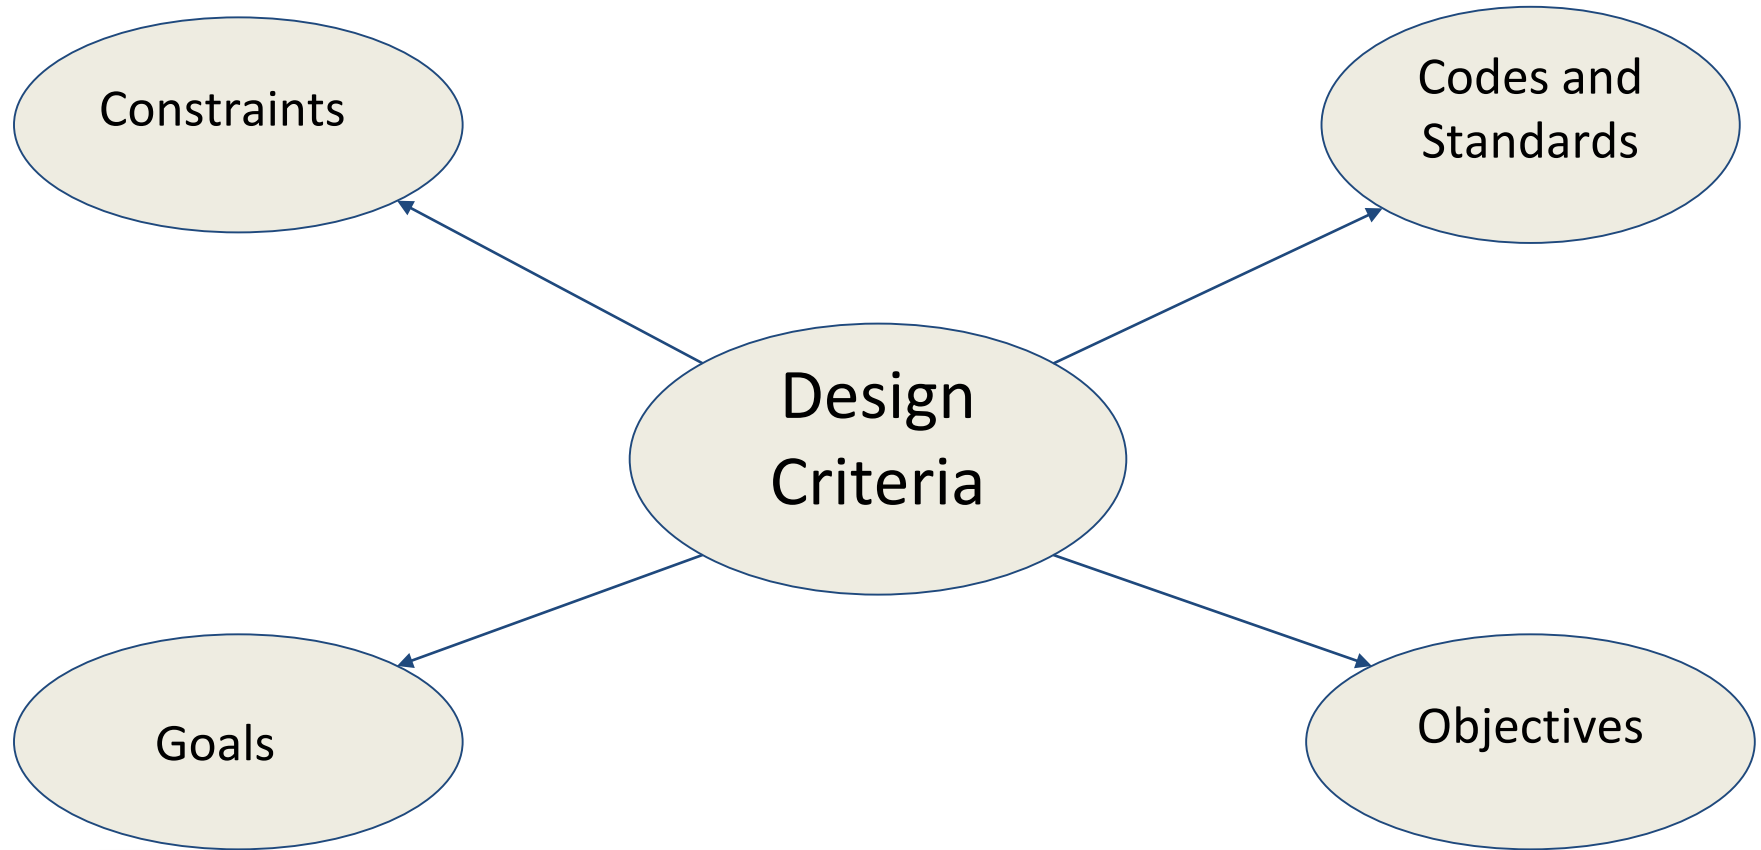 Constraints
Codes and
Standards
Design
Criteria
Goals
Objectives